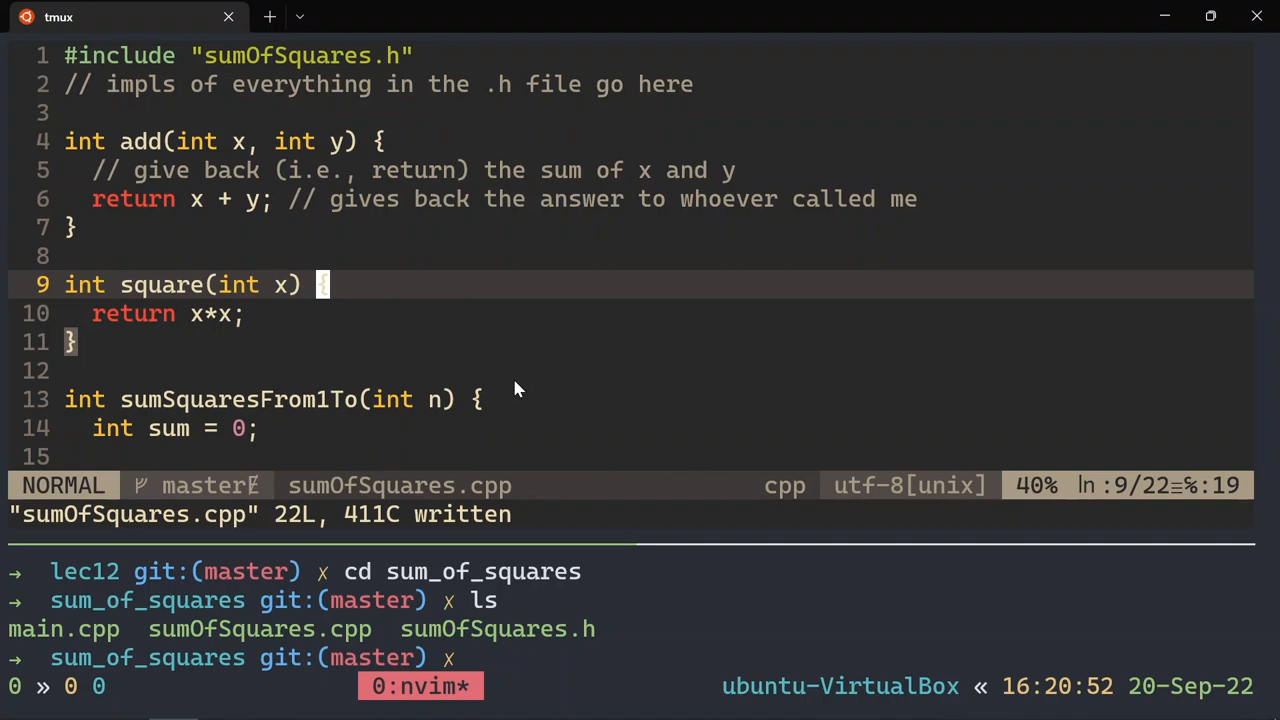 tmux
1 #include "sumOfSquares.h"
2 // impls of everything in the .h file go here
3
4 int add(int x, int y) {
5 // give back (i.e., return) the sum of x and y
6 return x + y; // gives back the answer to whoever called me
7 }
8
9 int square(int x) {
10 return x*x;
11 }
12
13 int sumSquaresFrom1To(int n) {
14 int sum = 0;
15
NORMAL master sumOfSquares.cpp cpp utf-8[unix] 40% ln :9/22≡℅:19
"sumOfSquares.cpp" 22L, 411C written
→ lec12 git:(master) ✗ cd sum_of_squares
→ sum_of_squares git:(master) ✗ ls
main.cpp sumOfSquares.cpp sumOfSquares.h
→ sum_of_squares git:(master) ✗
0 » 0 0 0:nvim* ubuntu-VirtualBox « 16:20:52 20-Sep-22